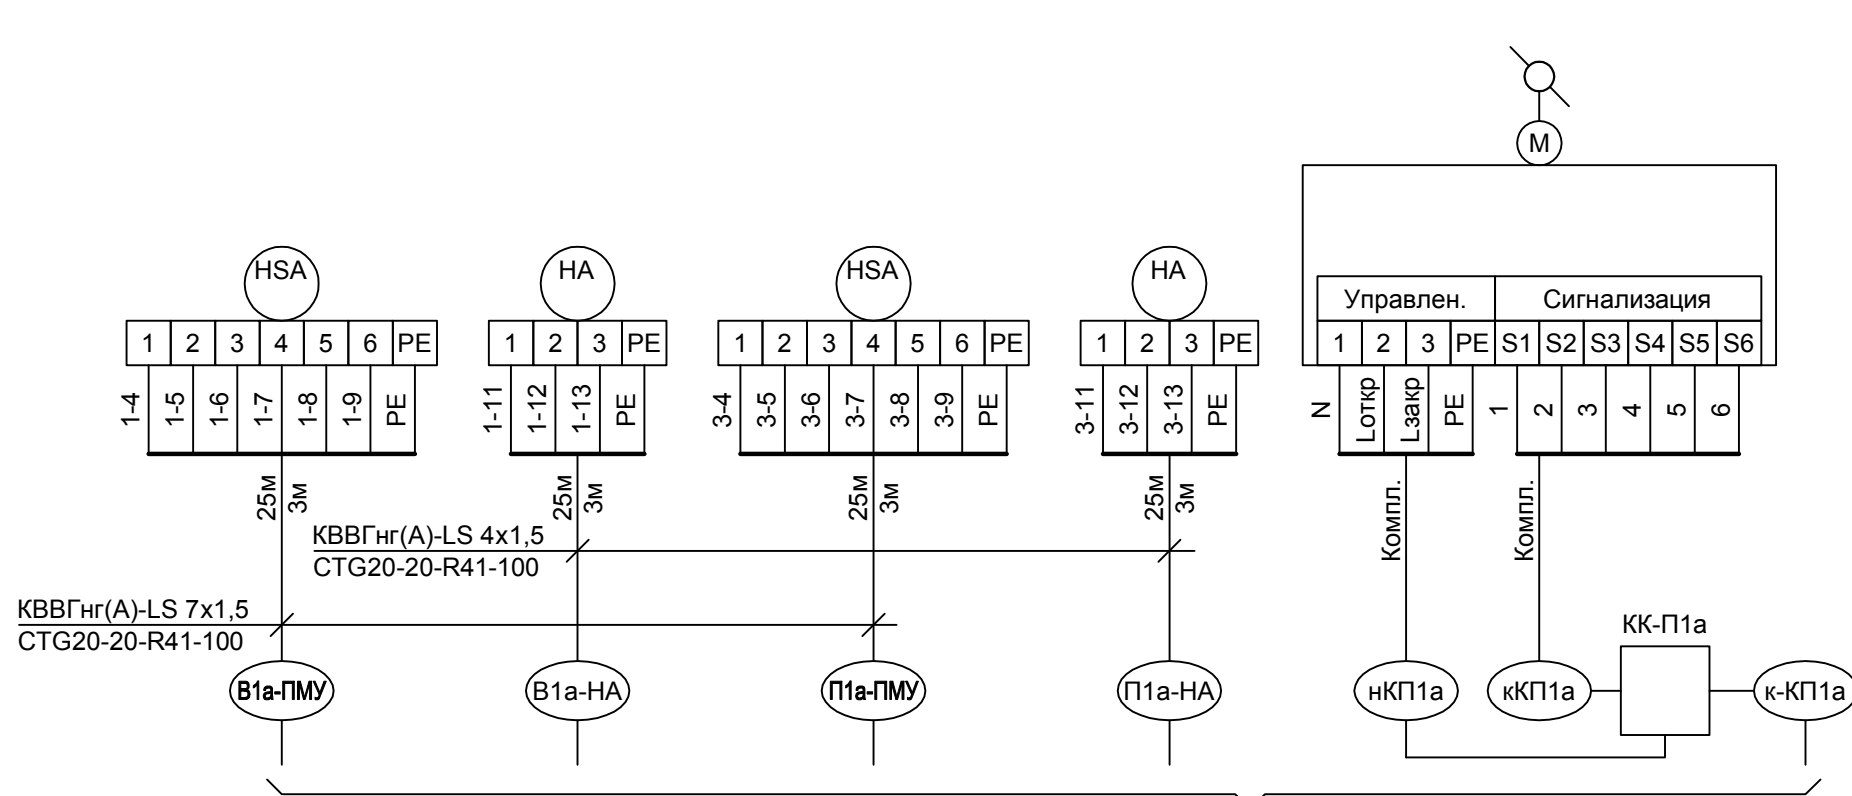 M
HSA
HA
HSA
HA
Управлен. Сигнализация
1 2 3 4 5 6 PE
1 2 3 PE
1 2 3 4 5 6 PE
1 2 3 PE
1 2 3 PE S1 S2 S3 S4 S5 S6
1-4 1-5 1-6 1-7 1-8 1-9 PE
1-11 1-12 1-13 PE
3-4 3-5 3-6 3-7 3-8 3-9 PE
3-11 3-12 3-13 PE
N Lоткр Lзакр PE
1 2 3 4 5 6
25м
3м
25м
3м
25м
3м
25м
3м
Компл.
Компл.
КВВГнг(А)-LS 4х1,5
CTG20-20-R41-100
КВВГнг(А)-LS 7х1,5
CTG20-20-R41-100
КК-П1а
В1а-ПМУ
В1а-НА
П1а-ПМУ
П1а-НА
нКП1а
кКП1а
к-КП1а